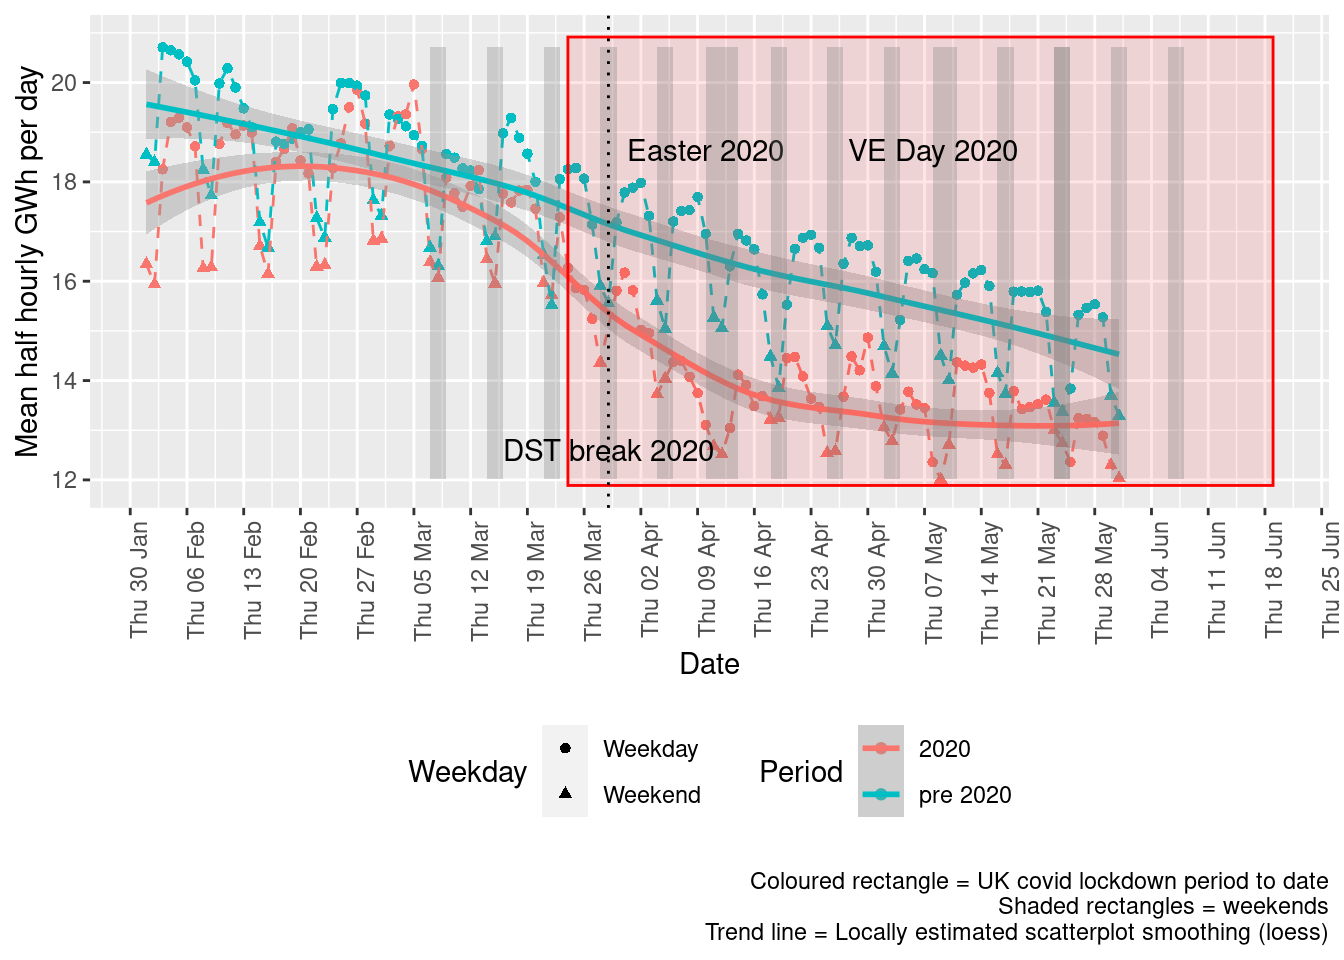 Mean half hourly GWh per day
20
18
16
14
12
Easter 2020
VE Day 2020
DST break 2020
Thu 30 Jan
Thu 06 Feb
Thu 13 Feb
Thu 20 Feb
Thu 27 Feb
Thu 05 Mar
Thu 12 Mar
Thu 19 Mar
Thu 26 Mar
Thu 02 Apr
Thu 09 Apr
Thu 16 Apr
Thu 23 Apr
Thu 30 Apr
Thu 07 May
Thu 14 May
Thu 21 May
Thu 28 May
Thu 04 Jun
Thu 11 Jun
Thu 18 Jun
Thu 25 Jun
Date
Weekday
Weekday
Weekend
Period
2020
pre 2020
Coloured rectangle = UK covid lockdown period to date
Shaded rectangles = weekends
Trend line = Locally estimated scatterplot smoothing (loess)